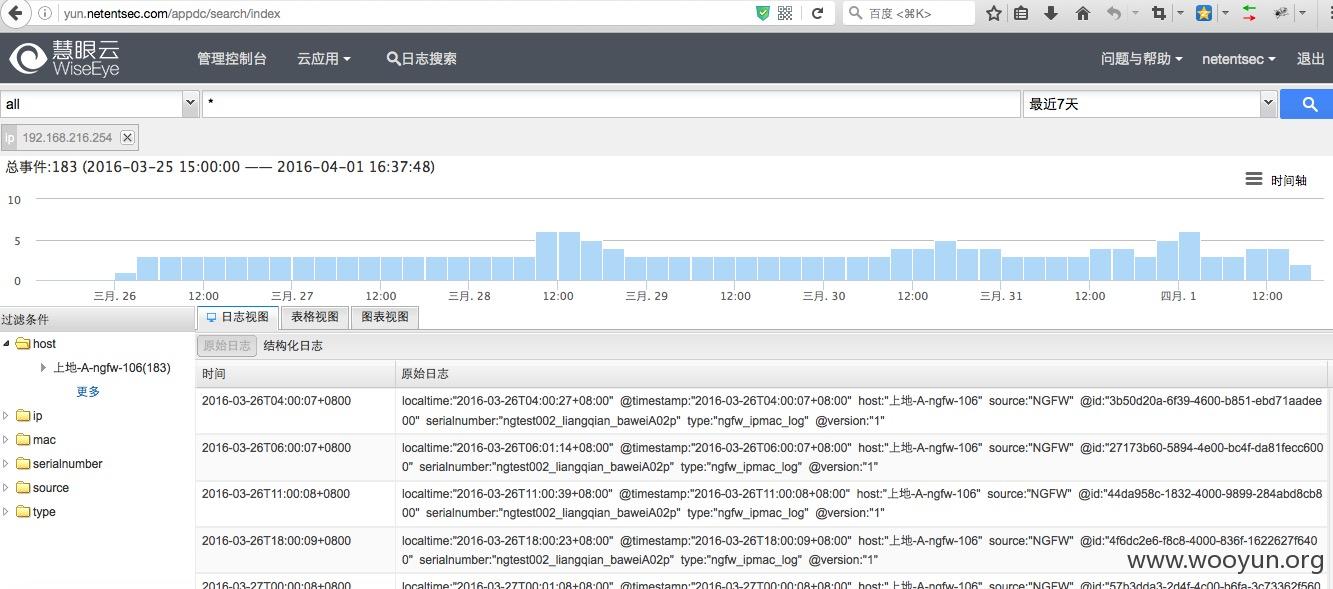 yun.netentsec.com/appdc/search/index
百度 <⌘K>
慧眼云
WiseEye
管理控制台 云应用 日志搜索 问题与帮助 netentsec 退出
all * 最近7天
ip 192.168.216.254
总事件:183 (2016-03-25 15:00:00 —— 2016-04-01 16:37:48)
时间轴
10
5
0
三月. 26 12:00 三月. 27 12:00 三月. 28 12:00 三月. 29 12:00 三月. 30 12:00 三月. 31 12:00 四月. 1 12:00
过滤条件
host
上地-A-ngfw-106(183)
更多
ip
mac
serialnumber
source
type
日志视图 表格视图 图表视图
原始日志 结构化日志
时间 原始日志
2016-03-26T04:00:07+0800 localtime:"2016-03-26T04:00:27+08:00" @timestamp:"2016-03-26T04:00:07+08:00" host:"上地-A-ngfw-106" source:"NGFW" @id:"3b50d20a-6f39-4600-b851-ebd71aadee
00" serialnumber:"ngtest002_liangqian_baweiA02p" type:"ngfw_ipmac_log" @version:"1"
2016-03-26T06:00:07+0800 localtime:"2016-03-26T06:01:14+08:00" @timestamp:"2016-03-26T06:00:07+08:00" host:"上地-A-ngfw-106" source:"NGFW" @id:"27173b60-5894-4e00-bc4f-da81fecc600
0" serialnumber:"ngtest002_liangqian_baweiA02p" type:"ngfw_ipmac_log" @version:"1"
2016-03-26T11:00:08+0800 localtime:"2016-03-26T11:00:39+08:00" @timestamp:"2016-03-26T11:00:08+08:00" host:"上地-A-ngfw-106" source:"NGFW" @id:"44da958c-1832-4000-9899-284abd8cb8
00" serialnumber:"ngtest002_liangqian_baweiA02p" type:"ngfw_ipmac_log" @version:"1"
2016-03-26T18:00:09+0800 localtime:"2016-03-26T18:00:23+08:00" @timestamp:"2016-03-26T18:00:09+08:00" host:"上地-A-ngfw-106" source:"NGFW" @id:"4f6dc2e6-f8c8-4000-836f-1622627f640
0" serialnumber:"ngtest002_liangqian_baweiA02p" type:"ngfw_ipmac_log" @version:"1"
2016-03-27T00:00:08+0800 localtime:"2016-03-27T00:01:08+08:00" @timestamp:"2016-03-27T00:00:08+08:00" host:"上地-A-ngfw-106" source:"NGFW"
www.wooyun.org